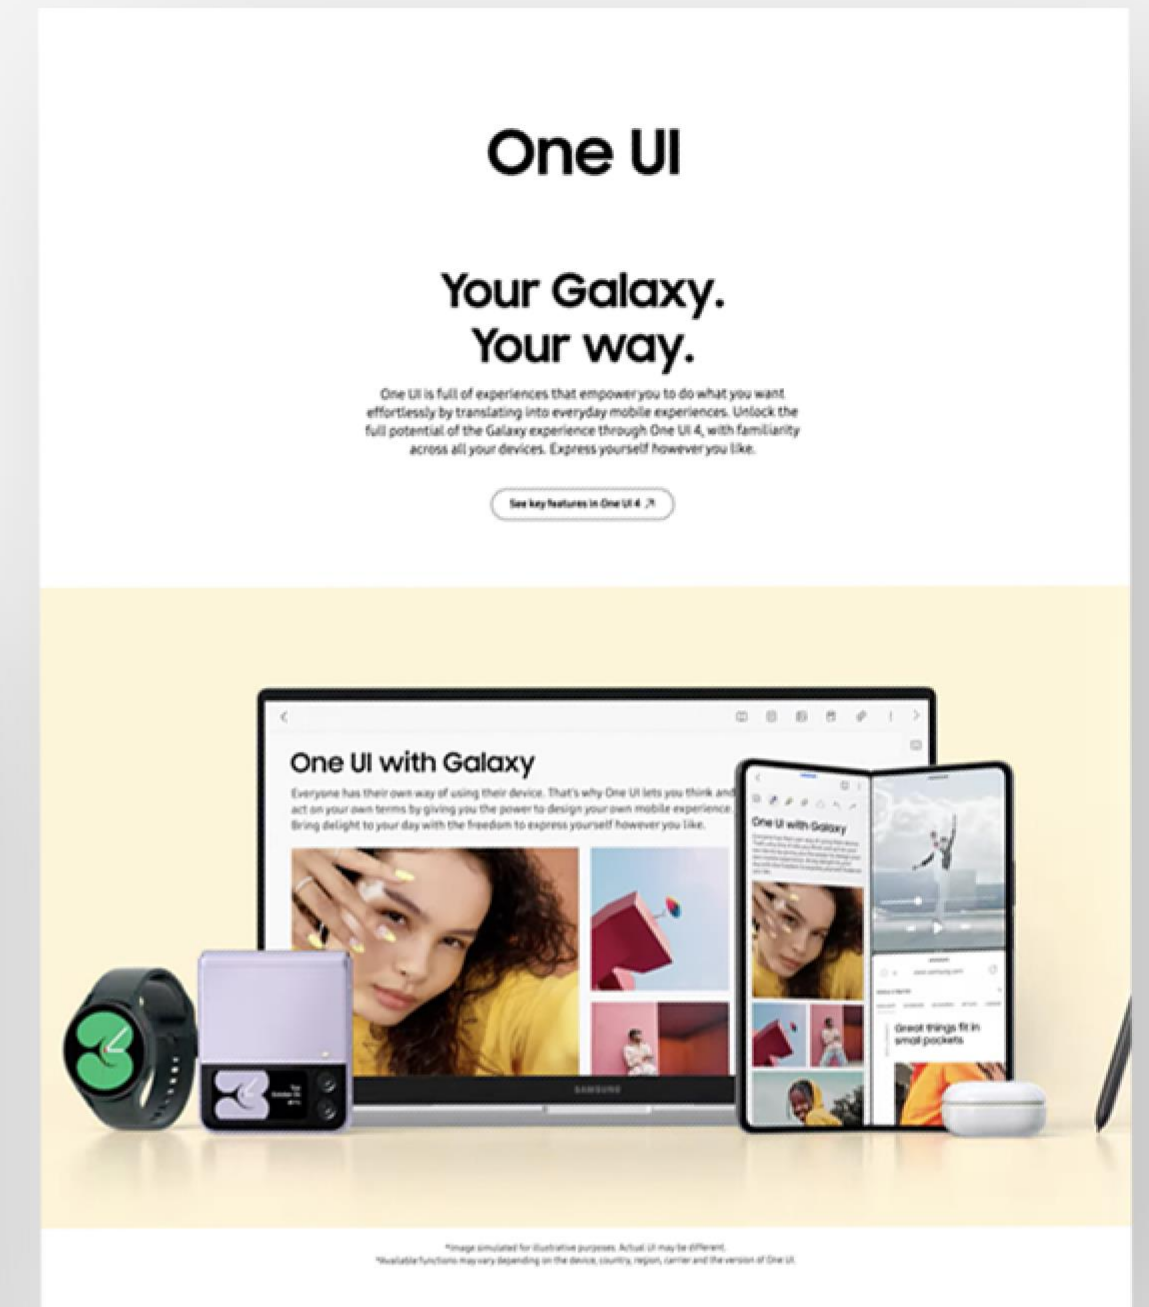 One UI
Your Galaxy.
Your way.
One UI is full of experiences that empower you to do what you want
effortlessly by translating into everyday mobile experiences. Unlock the
full potential of the Galaxy experience through One UI 4, with familiarity
across all your devices. Express yourself however you like.
See key features in One UI 4
One UI with Galaxy
Everyone has their own way of using their device. That's why One UI lets you think and
act on your own terms by giving you the power to design your own mobile experience.
Bring delight to your day with the freedom to express yourself however you like.
One UI with Galaxy
www.samsung.com
Great things fit in
small pockets
SAMSUNG
*Image simulated for illustrative purposes. Actual UI may be different.
*Available functions may vary depending on the device, country, region, carrier and the version of One UI.